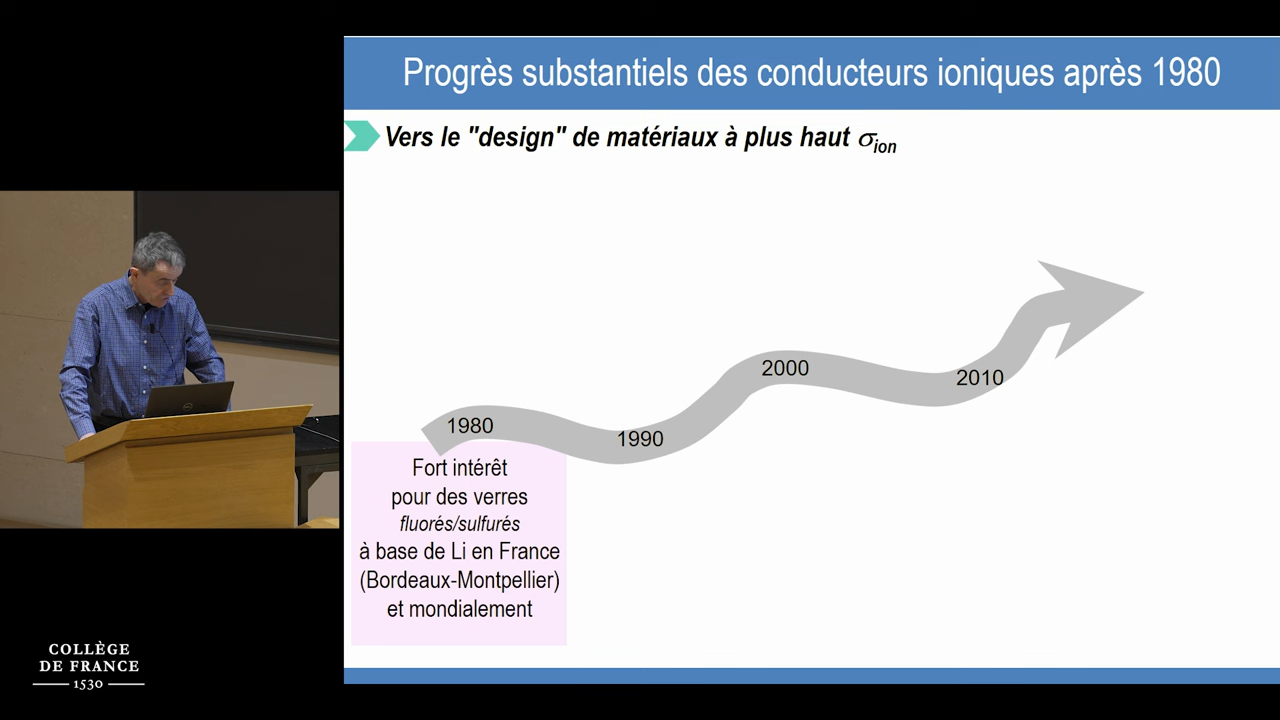 Progrès substantiels des conducteurs ioniques après 1980
Vers le "design" de matériaux à plus haut σion
1980
1990
2000
2010
Fort intérêt
pour des verres
fluorés/sulfurés
à base de Li en France
(Bordeaux-Montpellier)
et mondialement
COLLÈGE
DE FRANCE
1530